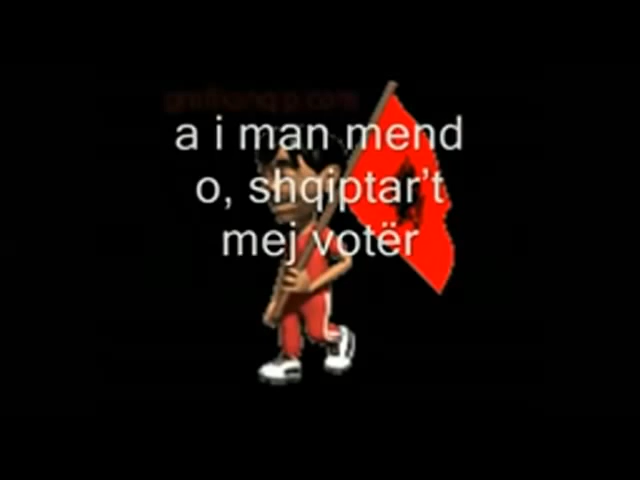 a i man mend
o, shqiptar't
mej votër